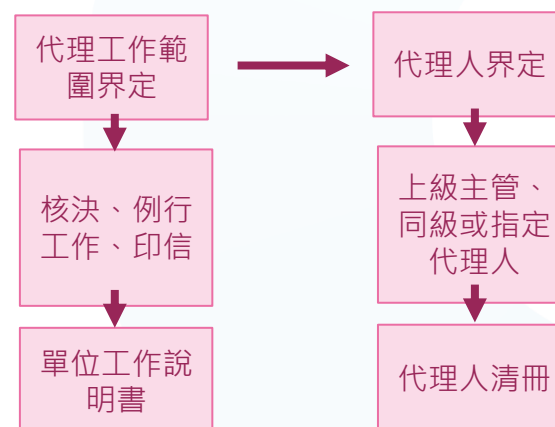 代理工作範
圍界定
代理人界定
核決、例行
工作、印信
上級主管、
同級或指定
代理人
單位工作說
明書
代理人清冊